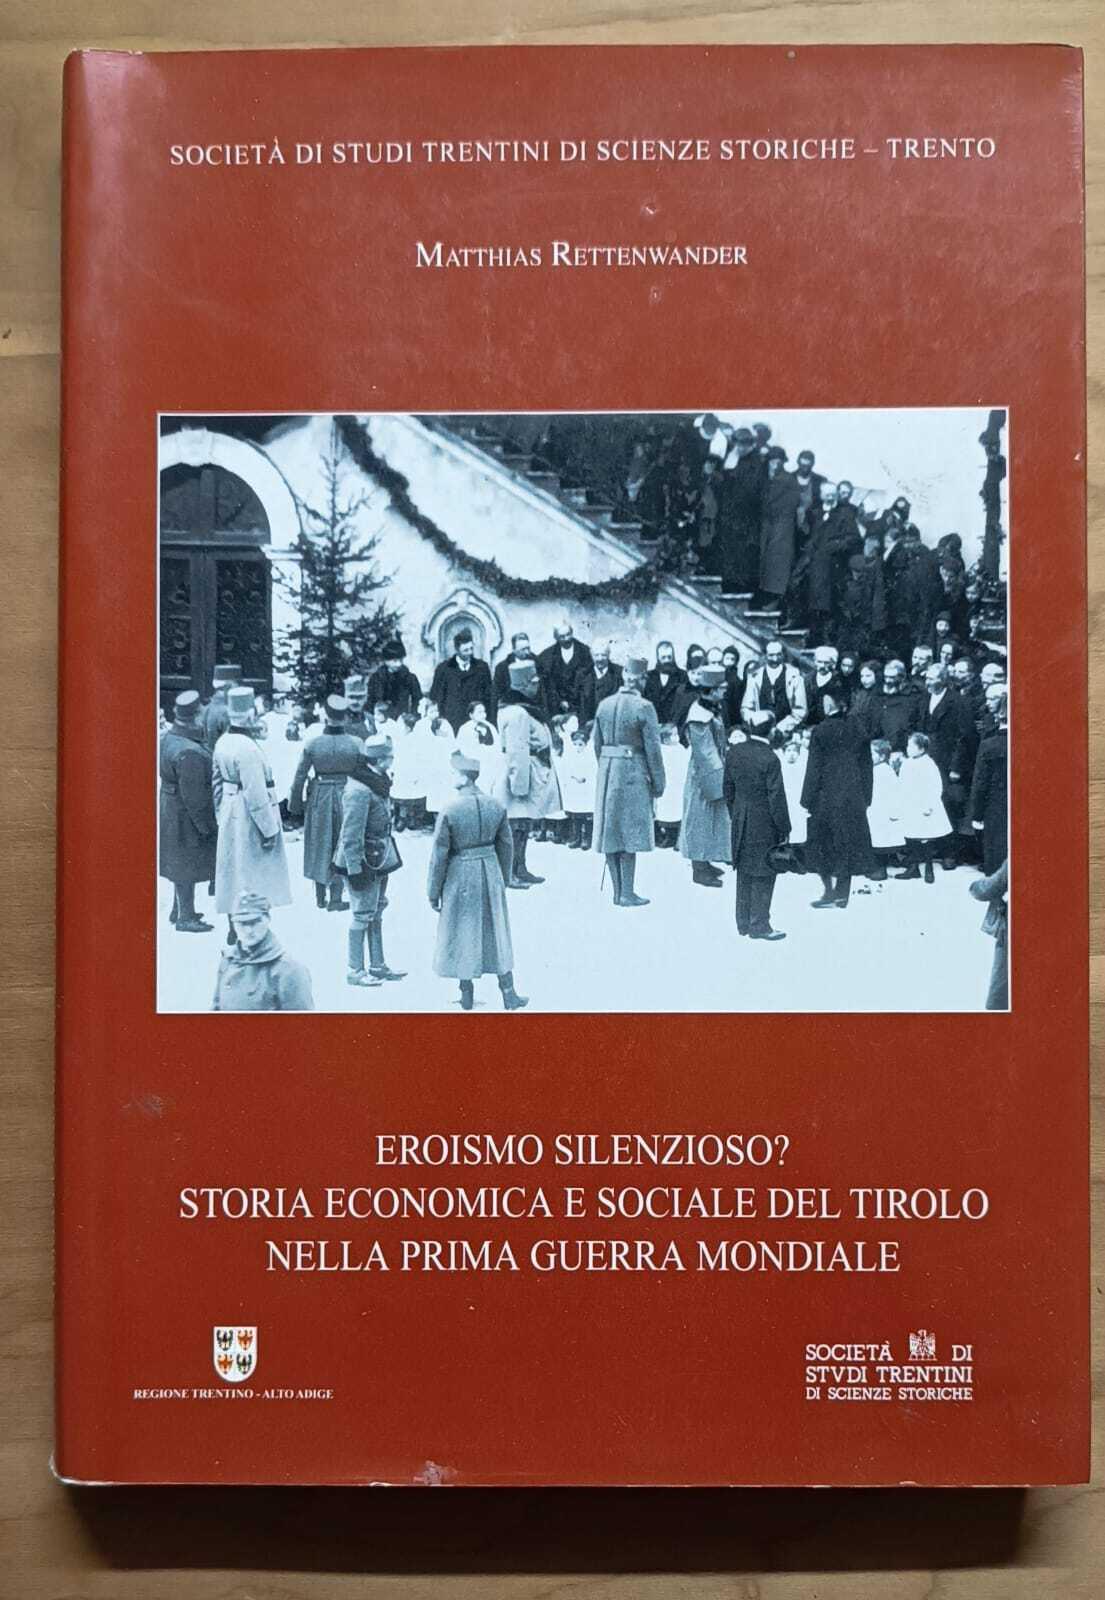 SOCIETÀ DI STUDI TRENTINI DI SCIENZE STORICHE – TRENTO
MATTHIAS RETTENWANDER
EROISMO SILENZIOSO?
STORIA ECONOMICA E SOCIALE DEL TIROLO
NELLA PRIMA GUERRA MONDIALE
REGIONE TRENTINO - ALTO ADIGE
SOCIETÀ DI
STVDI TRENTINI
DI SCIENZE STORICHE